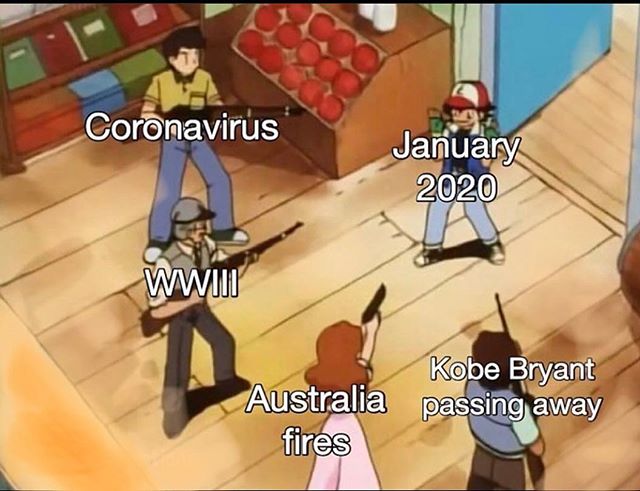 Coronavirus
January
2020
WWIII
Australia
fires
Kobe Bryant
passing away